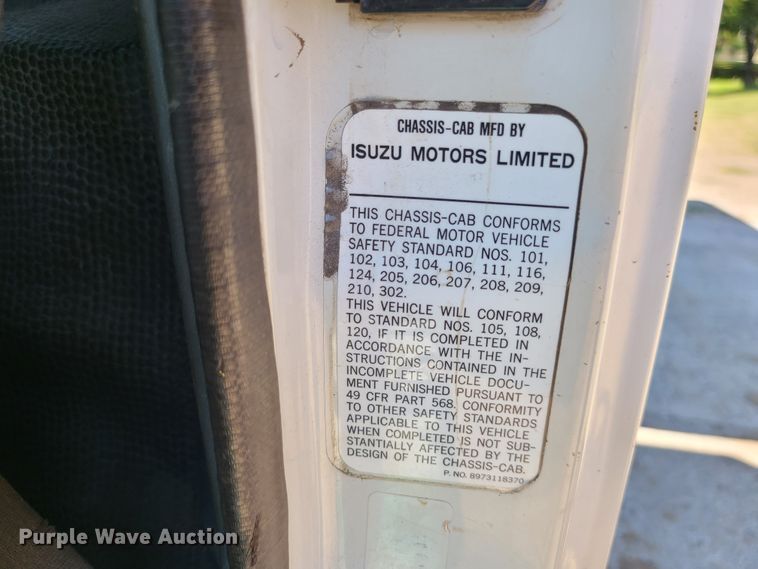 CHASSIS-CAB MFD BY
ISUZU MOTORS LIMITED
THIS CHASSIS-CAB CONFORMS
TO FEDERAL MOTOR VEHICLE
SAFETY STANDARD NOS. 101,
102, 103, 104, 106, 111, 116,
124, 205, 206, 207, 208, 209,
210, 302.
THIS VEHICLE WILL CONFORM
TO STANDARD NOS. 105, 108,
120, IF IT IS COMPLETED IN
ACCORDANCE WITH THE IN-
STRUCTIONS CONTAINED IN THE
INCOMPLETE VEHICLE DOCU-
MENT FURNISHED PURSUANT TO
49 CFR PART 568. CONFORMITY
TO OTHER SAFETY STANDARDS
APPLICABLE TO THIS VEHICLE
WHEN COMPLETED IS NOT SUB-
STANTIALLY AFFECTED BY THE
DESIGN OF THE CHASSIS-CAB.
P. NO. 8973118370
Purple Wave Auction®